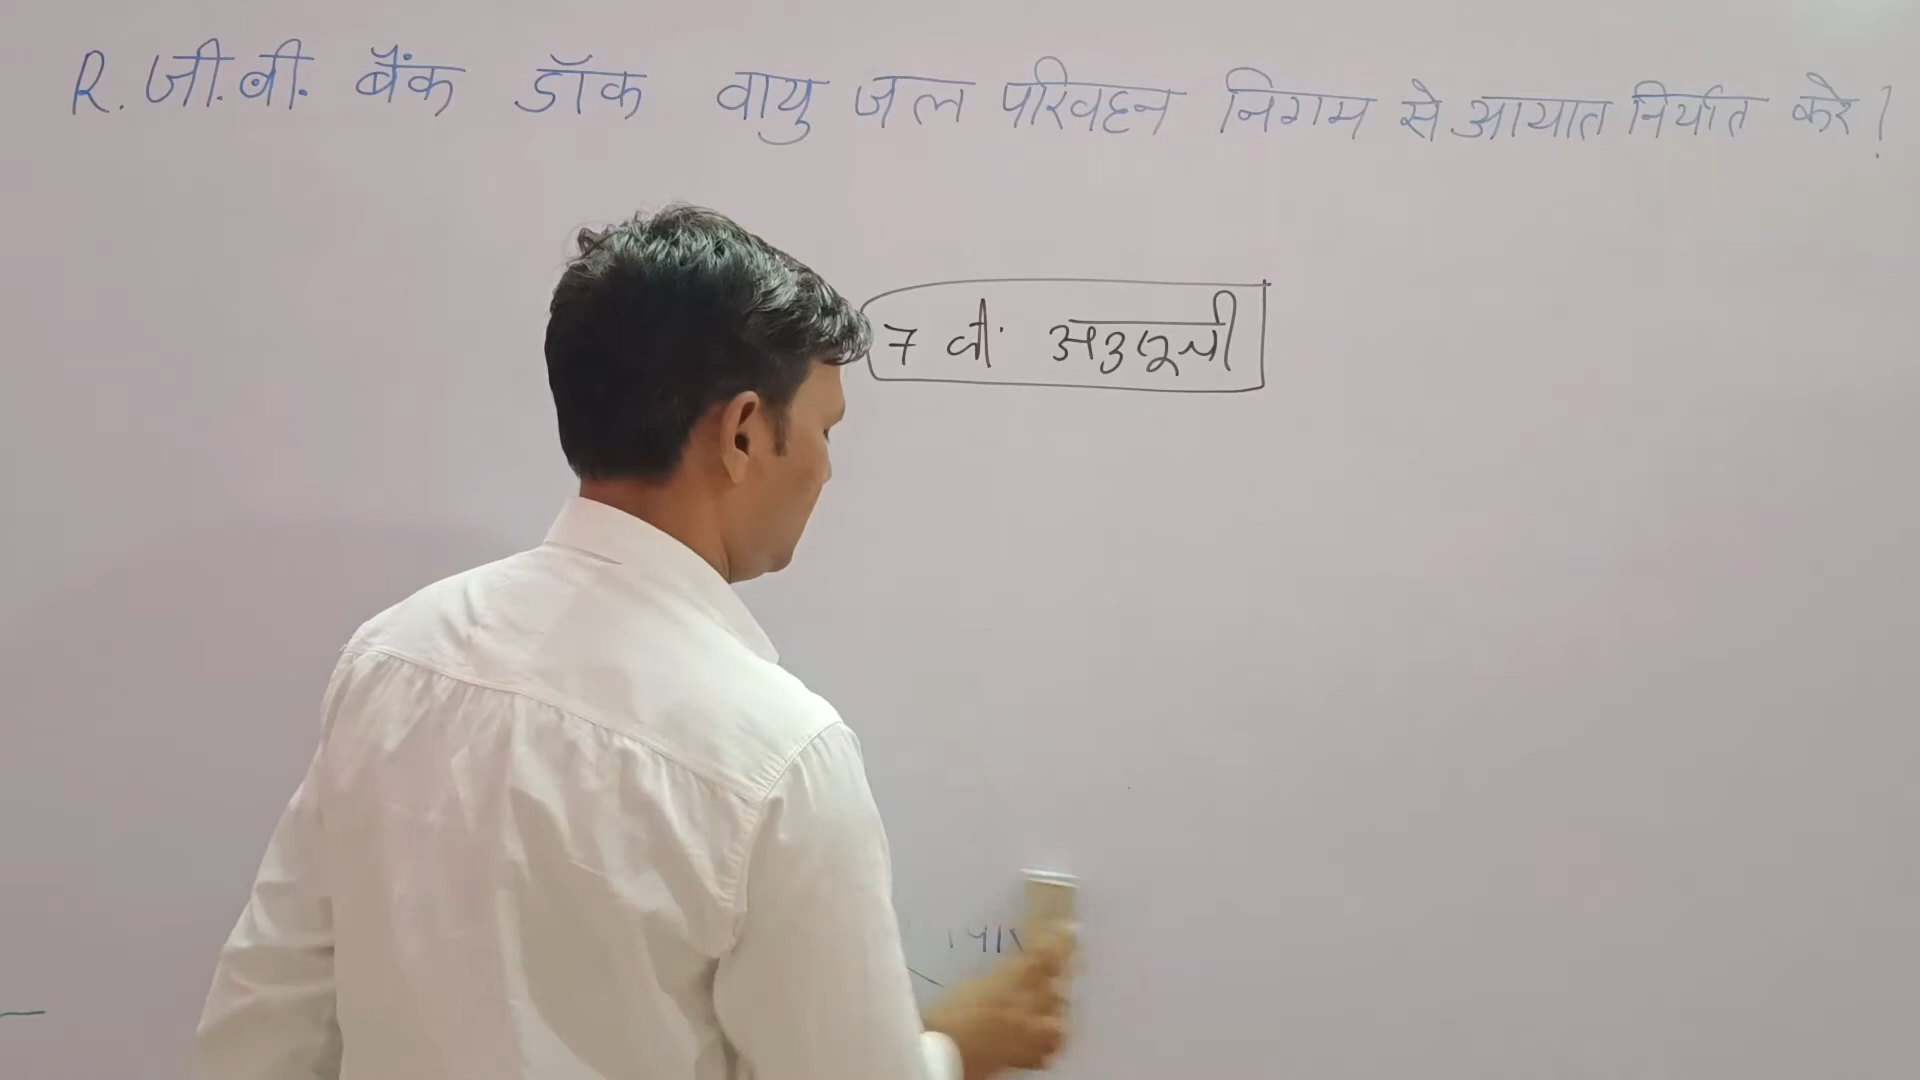 R. जी.बी. बैंक डॉक वायु जल परिवहन निगम से आयात निर्यात करे!
7 वीं अनुसूची